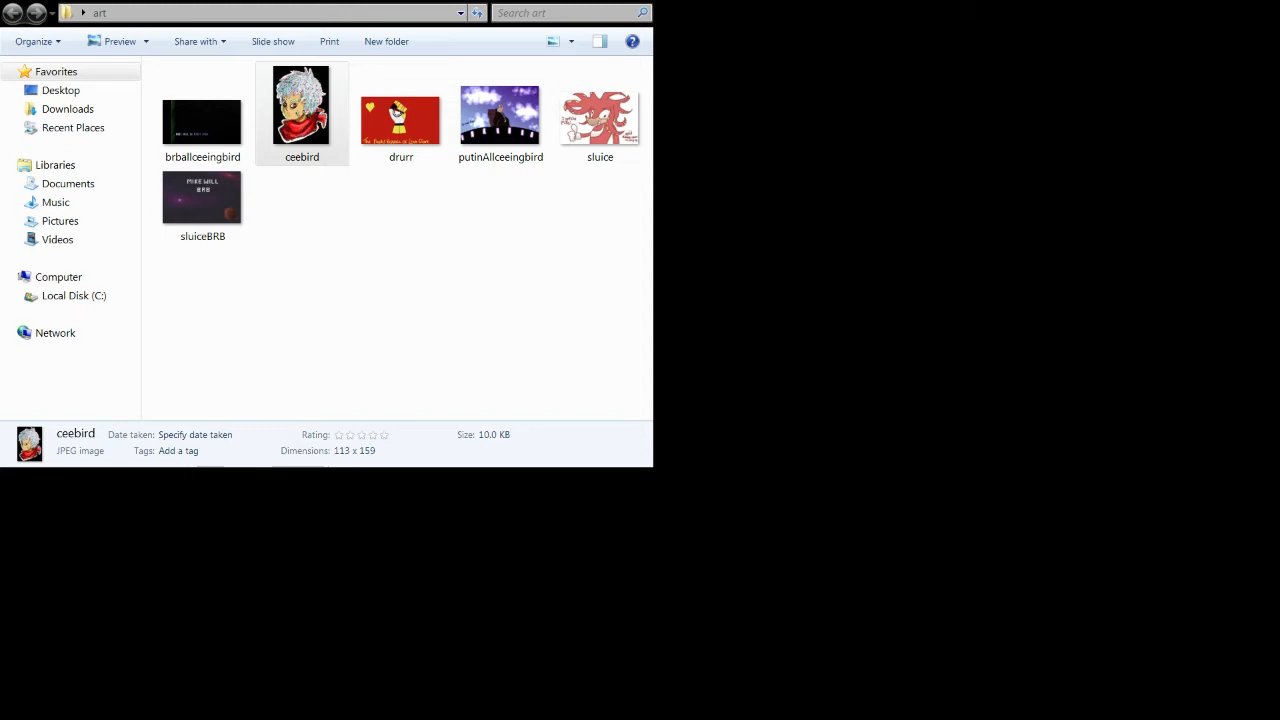 art
Search art
Organize Preview Share with Slide show Print New folder
Favorites
Desktop
Downloads
Recent Places
Libraries
Documents
Music
Pictures
Videos
Computer
Local Disk (C:)
Network
brballceeingbird ceebird drurr putinAllceeingbird sluice
MIKE WILL
BRB
sluiceBRB
ceebird Date taken: Specify date taken Rating: Size: 10.0 KB
JPEG image Tags: Add a tag Dimensions: 113 x 159